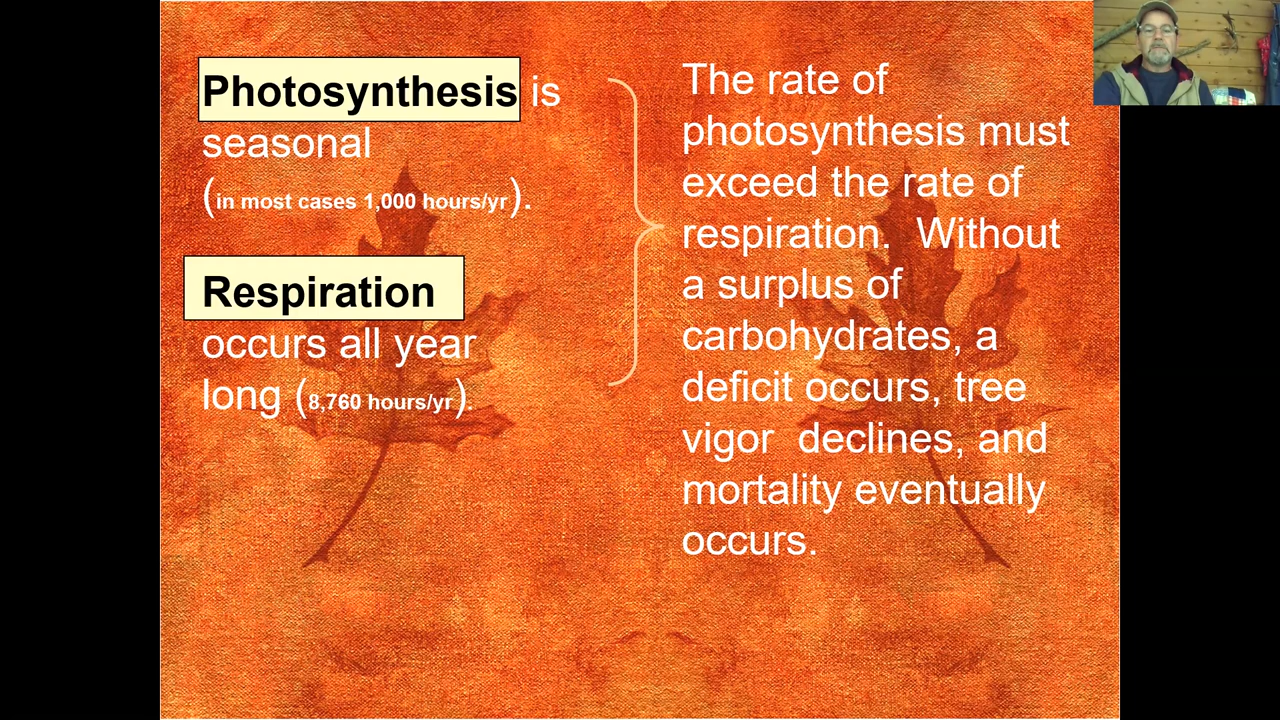 Photosynthesis is
seasonal
(in most cases 1,000 hours/yr).
Respiration
occurs all year
long (8,760 hours/yr).
The rate of
photosynthesis must
exceed the rate of
respiration.  Without
a surplus of
carbohydrates, a
deficit occurs, tree
vigor  declines, and
mortality eventually
occurs.